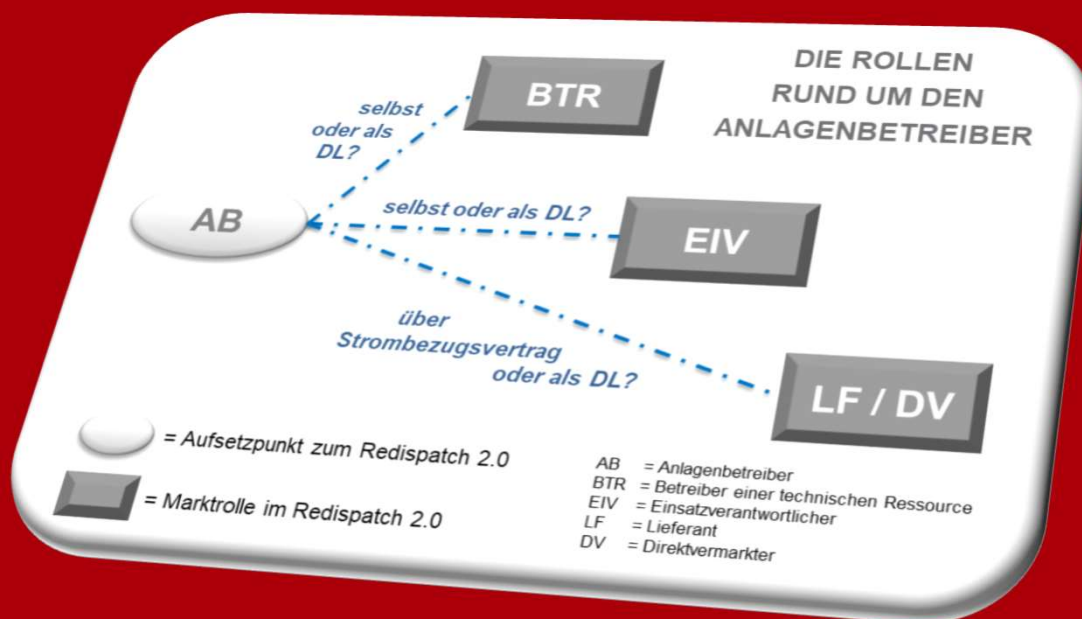 DIE ROLLEN
RUND UM DEN
ANLAGENBETREIBER
BTR
selbst
oder als
DL?
AB
selbst oder als DL?
EIV
über
Strombezugsvertrag
oder als DL?
LF / DV
= Aufsetzpunkt zum Redispatch 2.0
= Marktrolle im Redispatch 2.0
AB = Anlagenbetreiber
BTR = Betreiber einer technischen Ressource
EIV = Einsatzverantwortlicher
LF = Lieferant
DV = Direktvermarkter